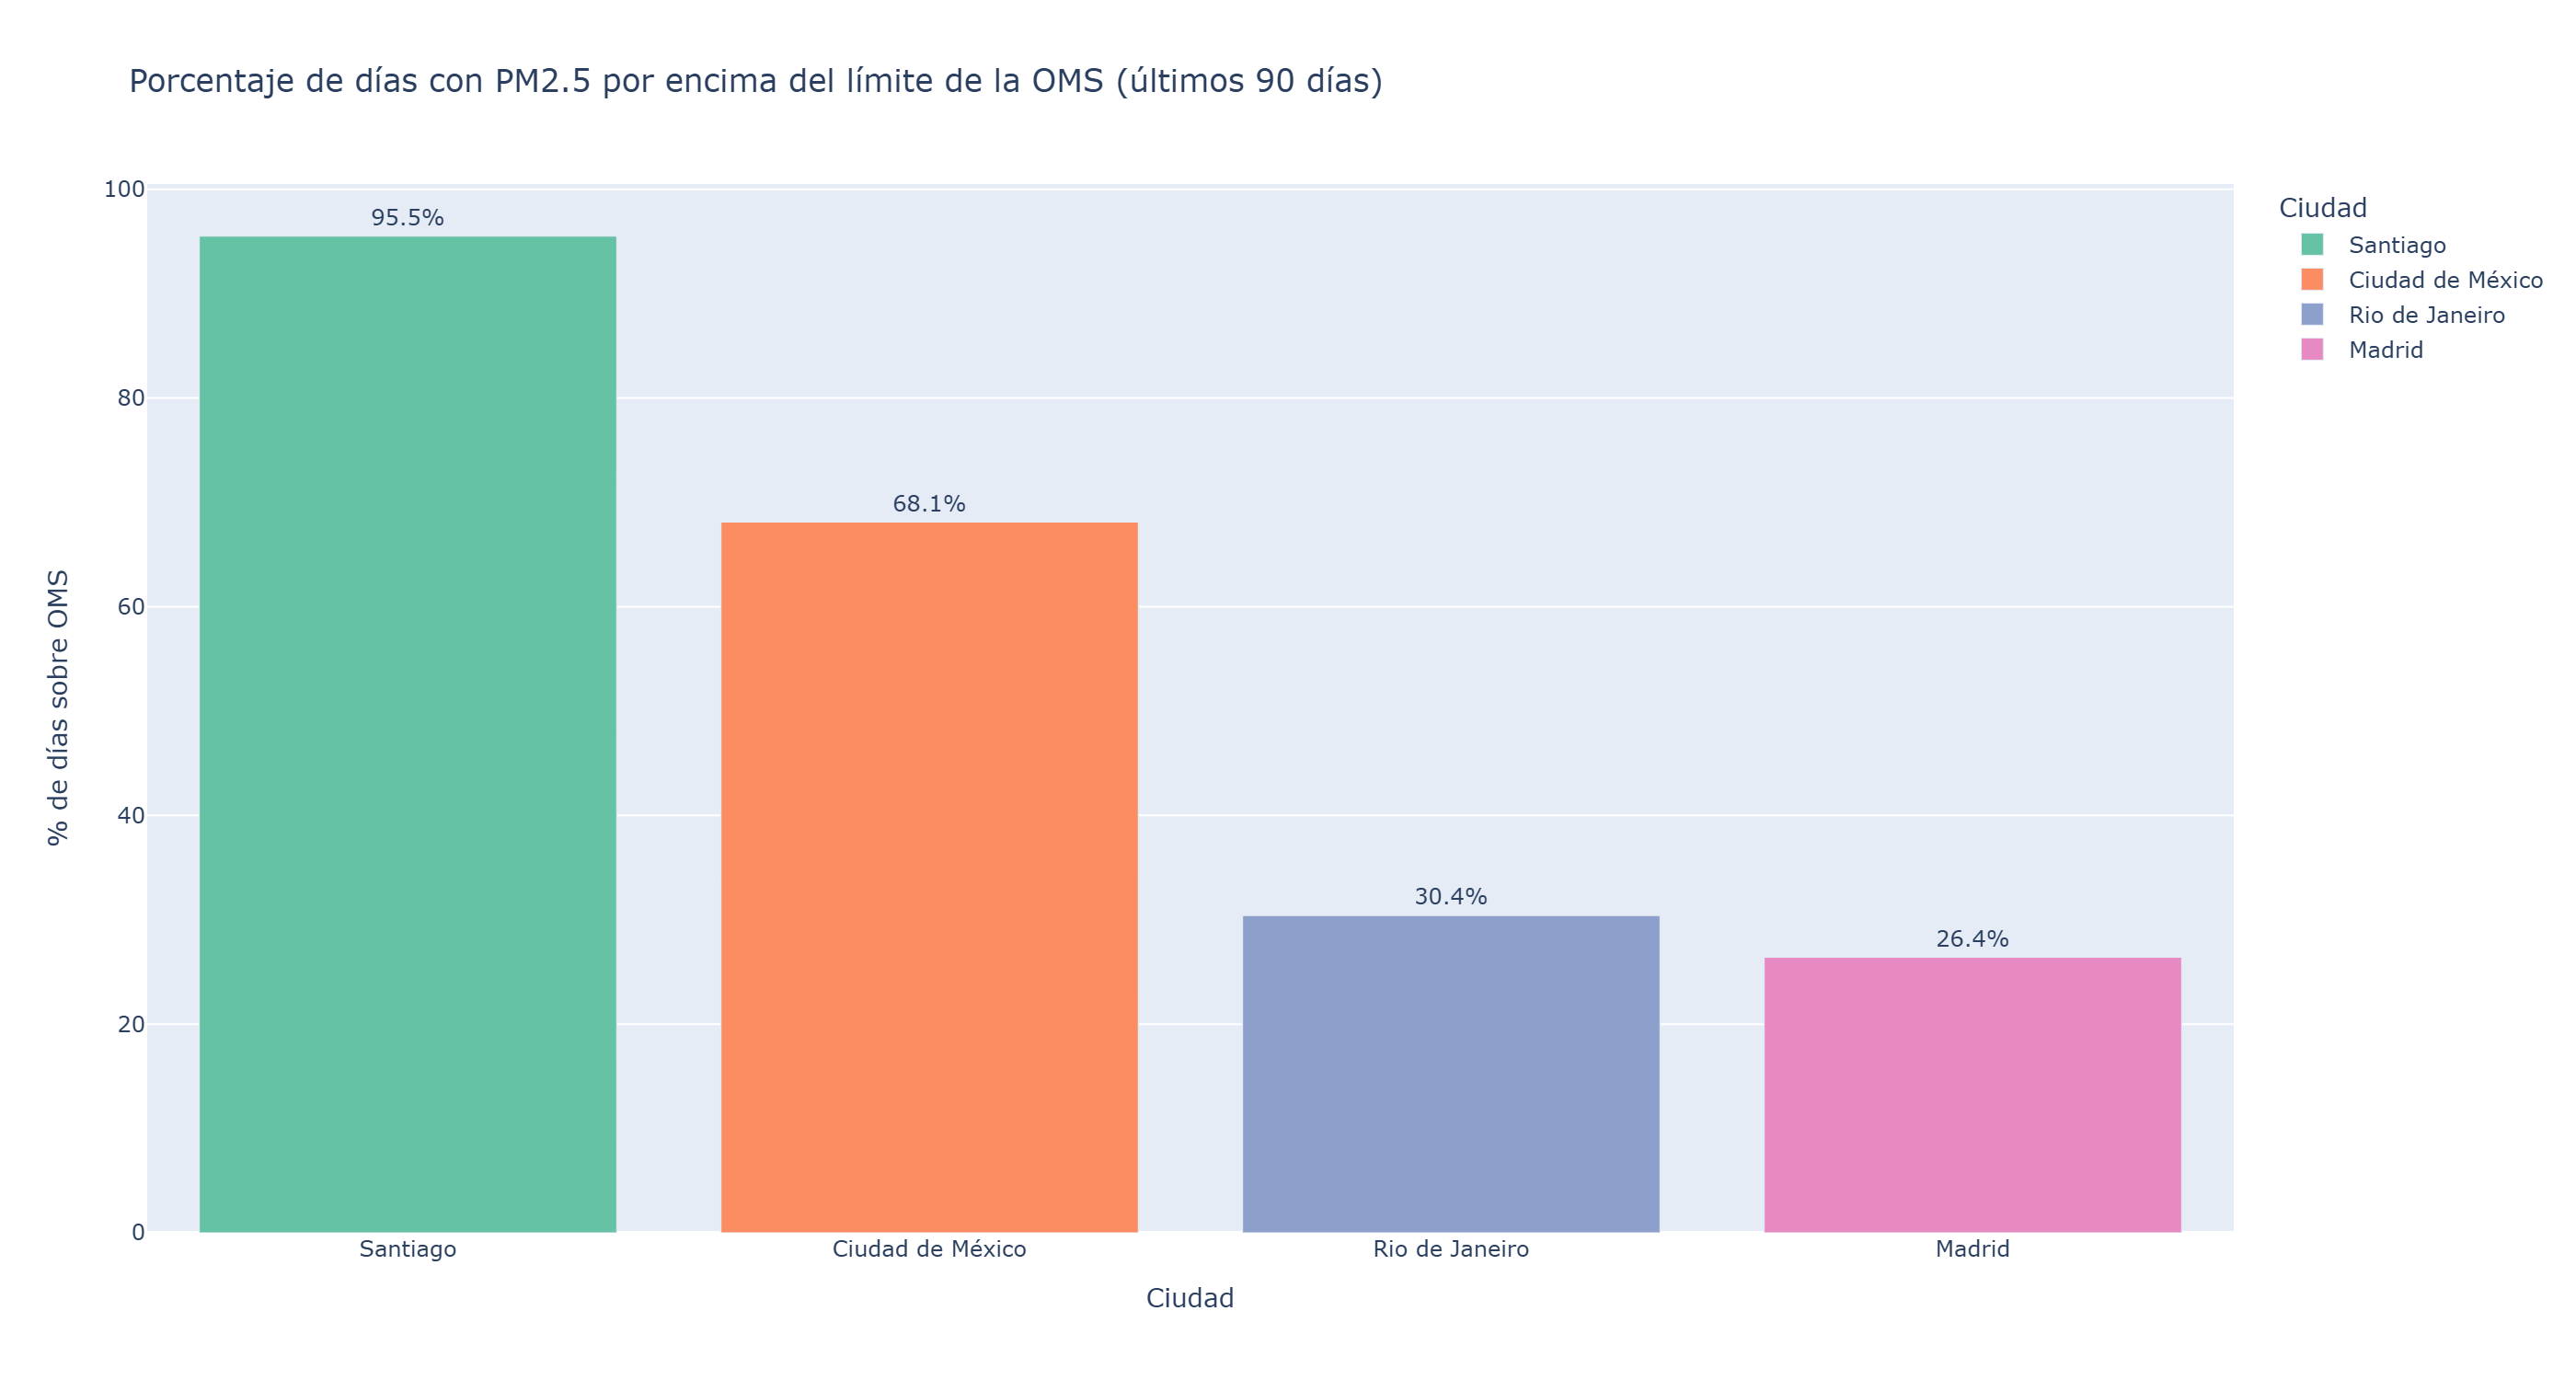 Porcentaje de días con PM2.5 por encima del límite de la OMS (últimos 90 días)
% de días sobre OMS
100
80
60
40
20
0
95.5%
68.1%
30.4%
26.4%
Santiago
Ciudad de México
Rio de Janeiro
Madrid
Ciudad
Ciudad
Santiago
Ciudad de México
Rio de Janeiro
Madrid